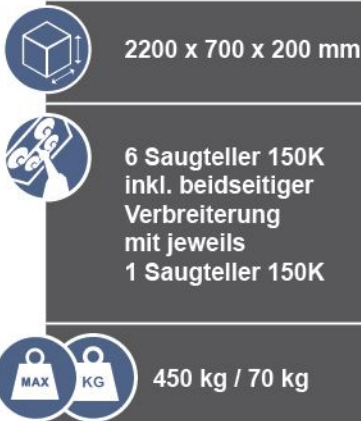 2200 x 700 x 200 mm
6 Saugteller 150K
inkl. beidseitiger
Verbreiterung
mit jeweils
1 Saugteller 150K
MAX
KG
450 kg / 70 kg